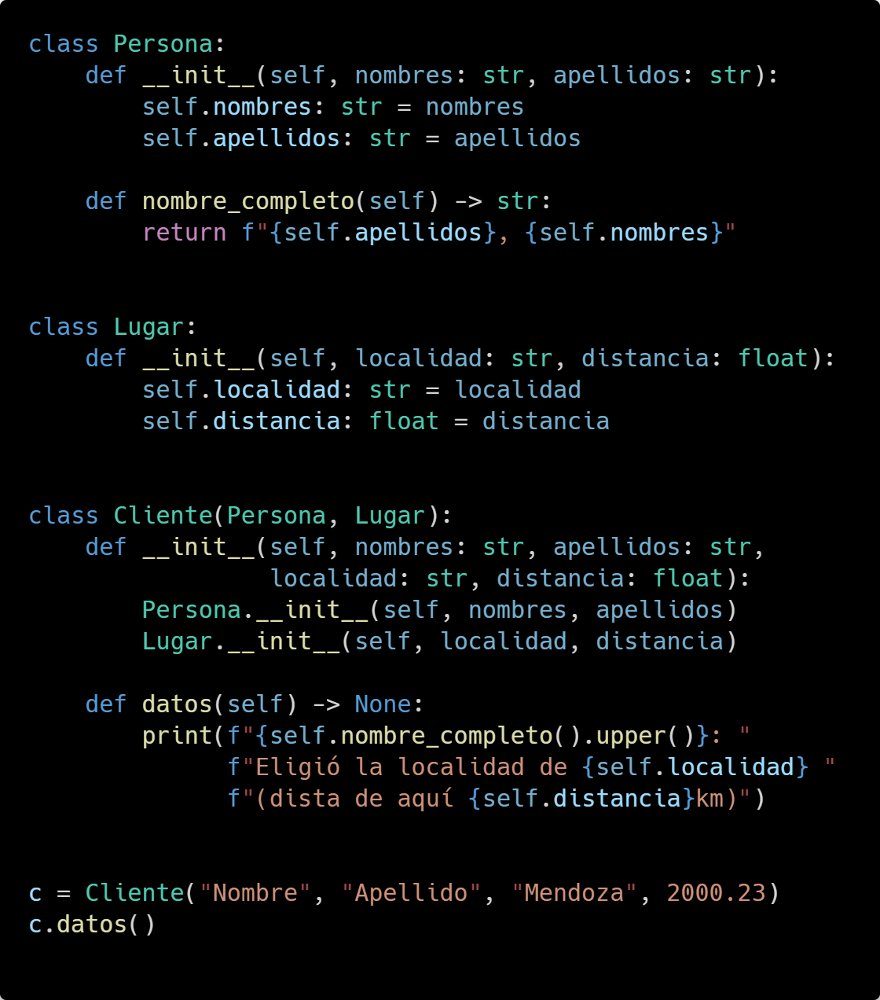 class Persona:
    def __init__(self, nombres: str, apellidos: str):
        self.nombres: str = nombres
        self.apellidos: str = apellidos

    def nombre_completo(self) -> str:
        return f"{self.apellidos}, {self.nombres}"


class Lugar:
    def __init__(self, localidad: str, distancia: float):
        self.localidad: str = localidad
        self.distancia: float = distancia


class Cliente(Persona, Lugar):
    def __init__(self, nombres: str, apellidos: str,
                 localidad: str, distancia: float):
        Persona.__init__(self, nombres, apellidos)
        Lugar.__init__(self, localidad, distancia)

    def datos(self) -> None:
        print(f"{self.nombre_completo().upper()}: "
              f"Eligió la localidad de {self.localidad} "
              f"(dista de aquí {self.distancia}km)")


c = Cliente("Nombre", "Apellido", "Mendoza", 2000.23)
c.datos()